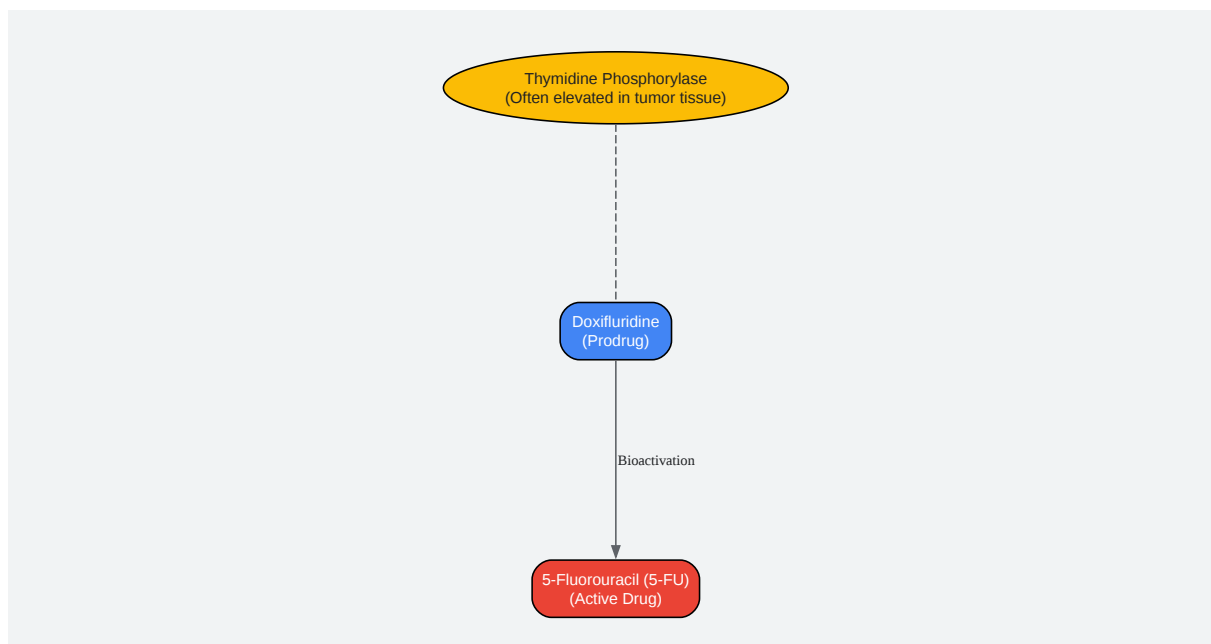 Thymidine Phosphorylase
(Often elevated in tumor tissue)
Doxifluridine
(Prodrug)
Bioactivation
5-Fluorouracil (5-FU)
(Active Drug)